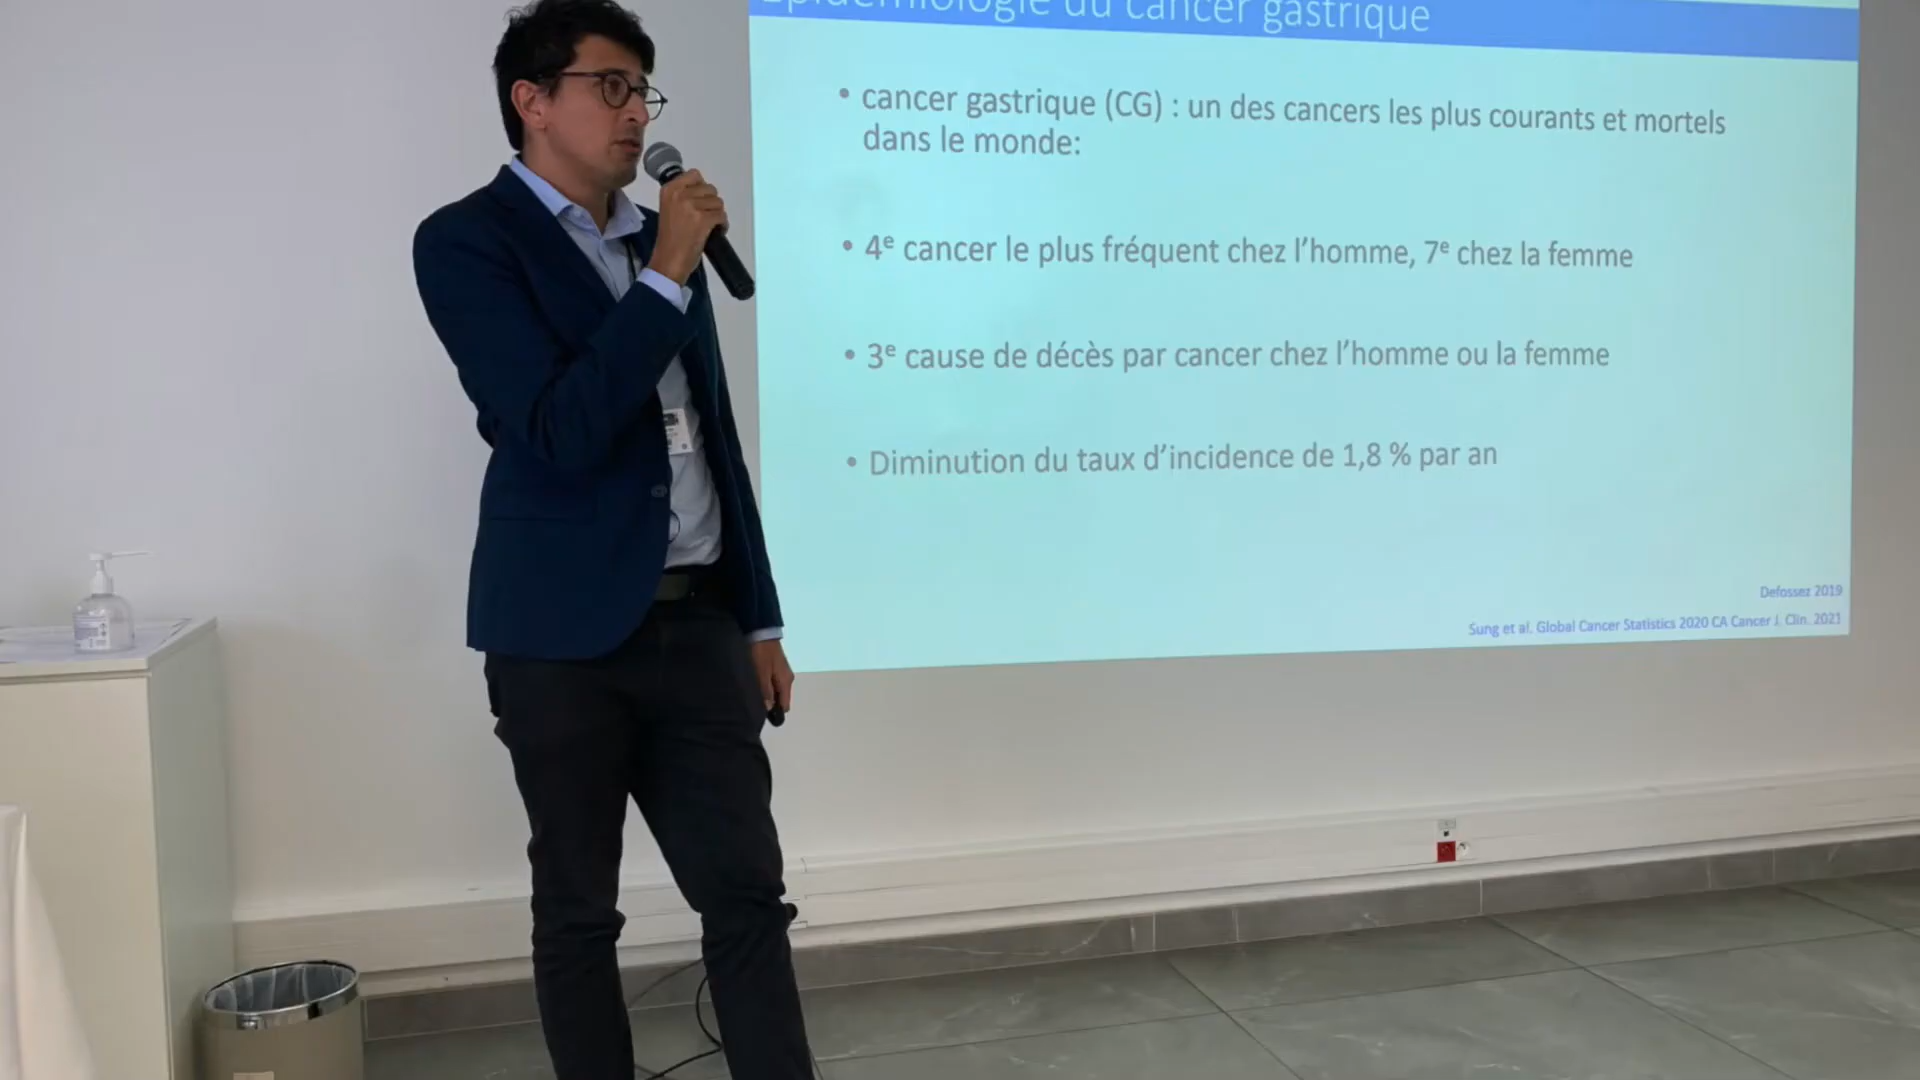 Epidémiologie du cancer gastrique
• cancer gastrique (CG) : un des cancers les plus courants et mortels
dans le monde:
• 4e cancer le plus fréquent chez l'homme, 7e chez la femme
• 3e cause de décès par cancer chez l'homme ou la femme
• Diminution du taux d'incidence de 1,8 % par an
Defossez 2019
Sung et al. Global Cancer Statistics 2020 CA Cancer J. Clin. 2021